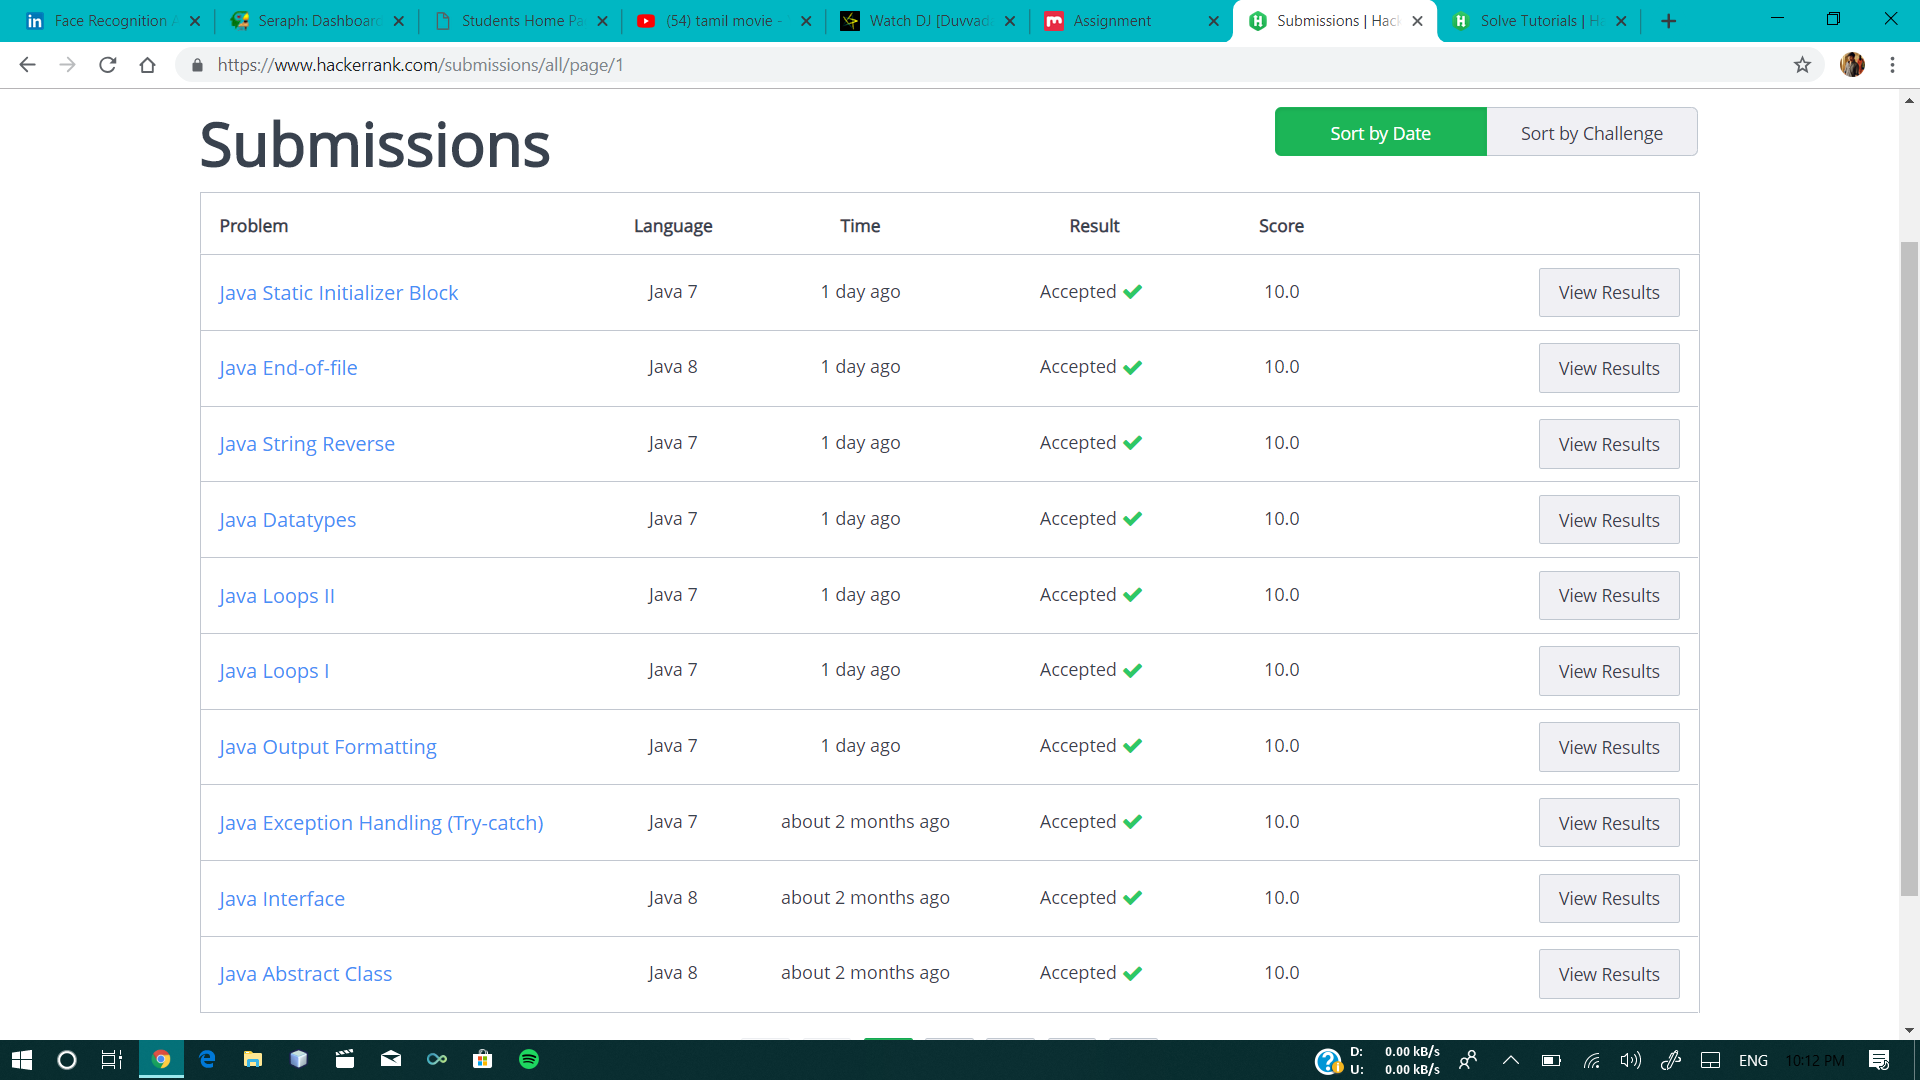 Face Recognition
Seraph: Dashboard
Students Home Pa
(54) tamil movie -
Watch DJ [Duvvada
Assignment
Submissions | Hac
Solve Tutorials | Ha
https://www.hackerrank.com/submissions/all/page/1
Submissions
Sort by Date
Sort by Challenge
Problem Language Time Result Score
Java Static Initializer Block Java 7 1 day ago Accepted 10.0 View Results
Java End-of-file Java 8 1 day ago Accepted 10.0 View Results
Java String Reverse Java 7 1 day ago Accepted 10.0 View Results
Java Datatypes Java 7 1 day ago Accepted 10.0 View Results
Java Loops II Java 7 1 day ago Accepted 10.0 View Results
Java Loops I Java 7 1 day ago Accepted 10.0 View Results
Java Output Formatting Java 7 1 day ago Accepted 10.0 View Results
Java Exception Handling (Try-catch) Java 7 about 2 months ago Accepted 10.0 View Results
Java Interface Java 8 about 2 months ago Accepted 10.0 View Results
Java Abstract Class Java 8 about 2 months ago Accepted 10.0 View Results
D: 0.00 kB/s
U: 0.00 kB/s
ENG
10:12 PM